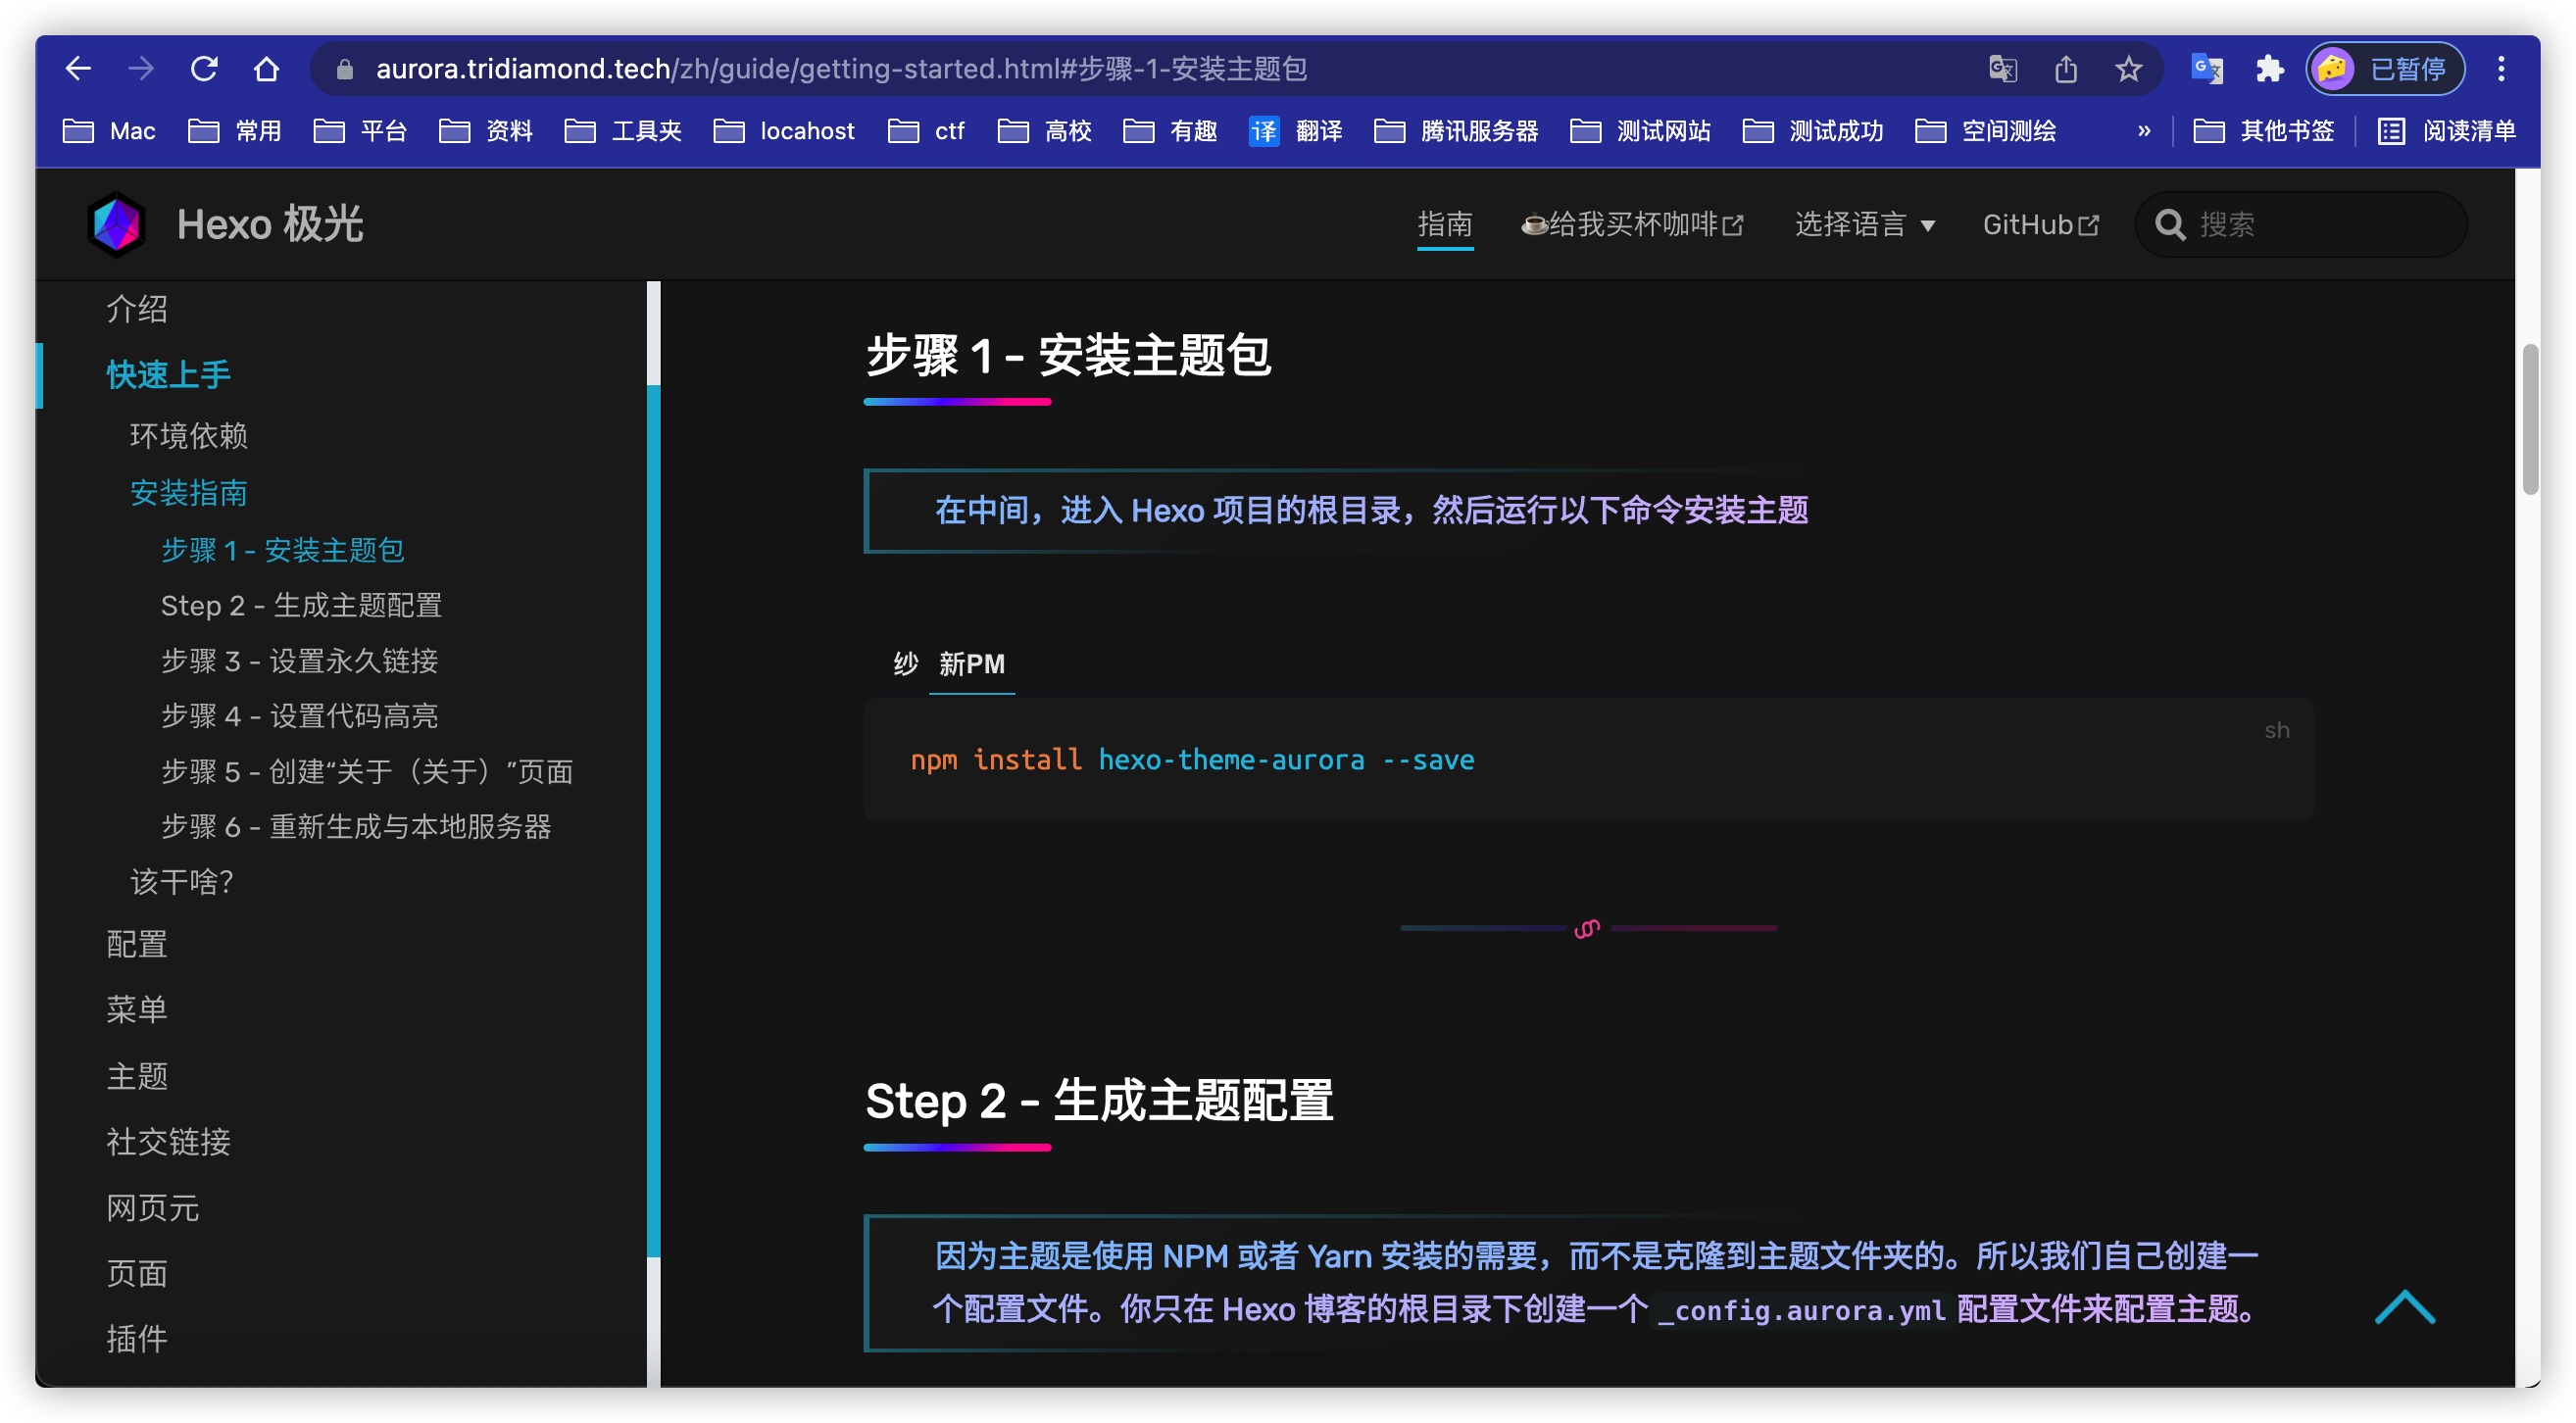 aurora.tridiamond.tech/zh/guide/getting-started.html#步骤-1-安装主题包
已暂停
Mac 常用 平台 资料 工具夹 locahost ctf 高校 有趣 译 翻译 腾讯服务器 测试网站 测试成功 空间测绘 » 其他书签 阅读清单
Hexo 极光
指南 给我买杯咖啡 选择语言 GitHub 搜索
介绍
快速上手
环境依赖
安装指南
步骤 1 - 安装主题包
Step 2 - 生成主题配置
步骤 3 - 设置永久链接
步骤 4 - 设置代码高亮
步骤 5 - 创建“关于（关于）”页面
步骤 6 - 重新生成与本地服务器
该干啥？
配置
菜单
主题
社交链接
网页元
页面
插件
步骤 1 - 安装主题包
在中间，进入 Hexo 项目的根目录，然后运行以下命令安装主题
纱 新PM
sh
npm install hexo-theme-aurora --save
§
Step 2 - 生成主题配置
因为主题是使用 NPM 或者 Yarn 安装的需要，而不是克隆到主题文件夹的。所以我们自己创建一
个配置文件。你只在 Hexo 博客的根目录下创建一个 _config.aurora.yml 配置文件来配置主题。